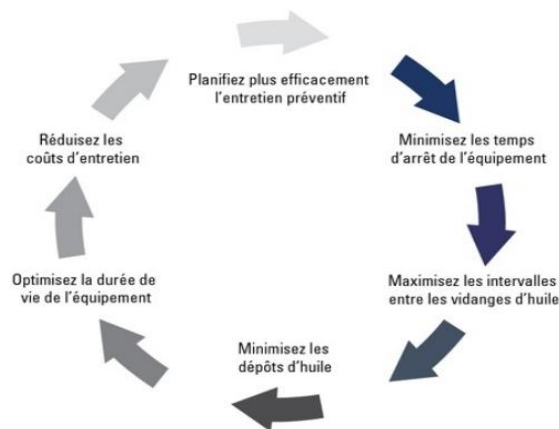 Planifiez plus efficacement
l'entretien préventif
Minimisez les temps
d'arrêt de l'équipement
Maximisez les intervalles
entre les vidanges d'huile
Minimisez les
dépôts d'huile
Optimisez la durée de
vie de l'équipement
Réduisez les
coûts d'entretien